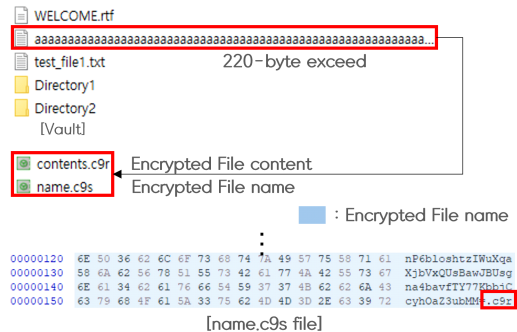 WELCOME.rtf
aaaaaaaaaaaaaaaaaaaaaaaaaaaaaaaaaaaaaaaaaaaaaaaaaaaaaaaaaaaaaa...
test_file1.txt
220-byte exceed
Directory1
Directory2
[Vault]
contents.c9r Encrypted File content
name.c9s Encrypted File name
: Encrypted File name
00000120 6E 50 36 62 6C 6F 73 68 74 7A 49 57 75 58 71 61 nP6bloshtzIWuXqa
00000130 58 6A 62 56 78 51 55 73 42 61 77 4A 42 55 73 67 XjbVxQUsBawJBUsg
00000140 6E 61 34 62 61 76 66 54 59 37 37 4B 62 62 6A 43 na4bavfTY77KbbjC
00000150 63 79 68 4F 61 5A 33 75 62 4D 4D 3D 2E 63 39 72 cyhOaZ3ubMM=.c9r
[name.c9s file]